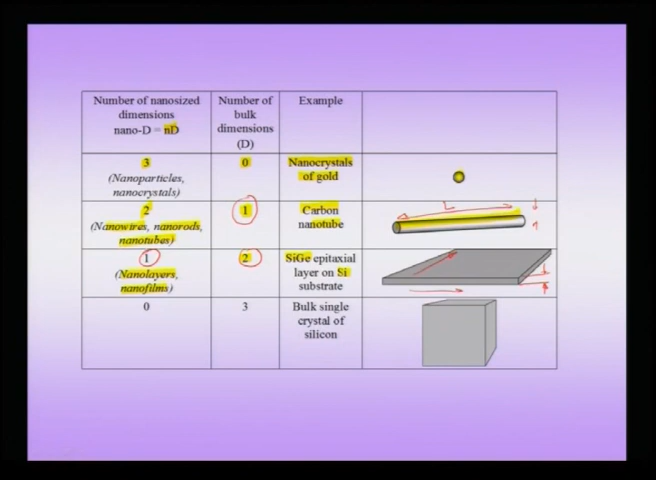 Number of nanosized
dimensions
nano-D = nD
Number of
bulk
dimensions
(D)
Example
3
(Nanoparticles,
nanocrystals)
0
Nanocrystals
of gold
2
(Nanowires, nanorods,
nanotubes)
1
Carbon
nanotube
L
1
(Nanolayers,
nanofilms)
2
SiGe epitaxial
layer on Si
substrate
0
3
Bulk single
crystal of
silicon